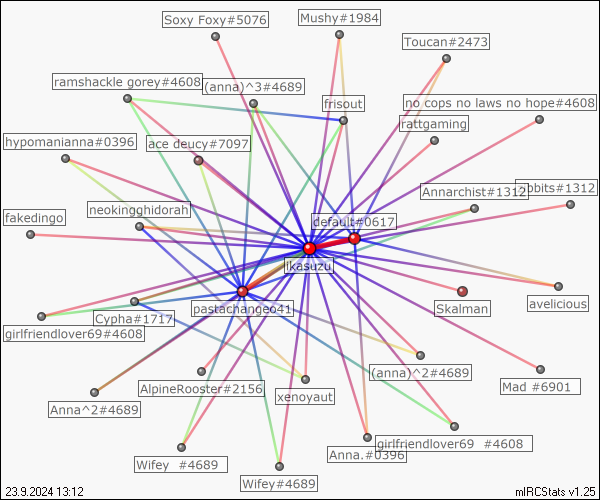 Soxy Foxy#5076
Mushy#1984
Toucan#2473
ramshackle gorey#4608
(anna)^3#4689
frisout
no cops no laws no hope#4608
rattgaming
hypomanianna#0396
ace deucy#7097
Annarchist#1312
bbits#1312
neokingghidorah
default#0617
fakedingo
ikasuzu
pastachangeo41
Skalman
avelicious
Cypha#1717
girlfriendlover69#4608
(anna)^2#4689
AlpineRooster#2156
xenoyaut
Mad #6901
Anna^2#4689
girlfriendlover69 #4608
Anna.#0396
Wifey #4689
Wifey#4689
23.9.2024 13:12
mIRCStats v1.25